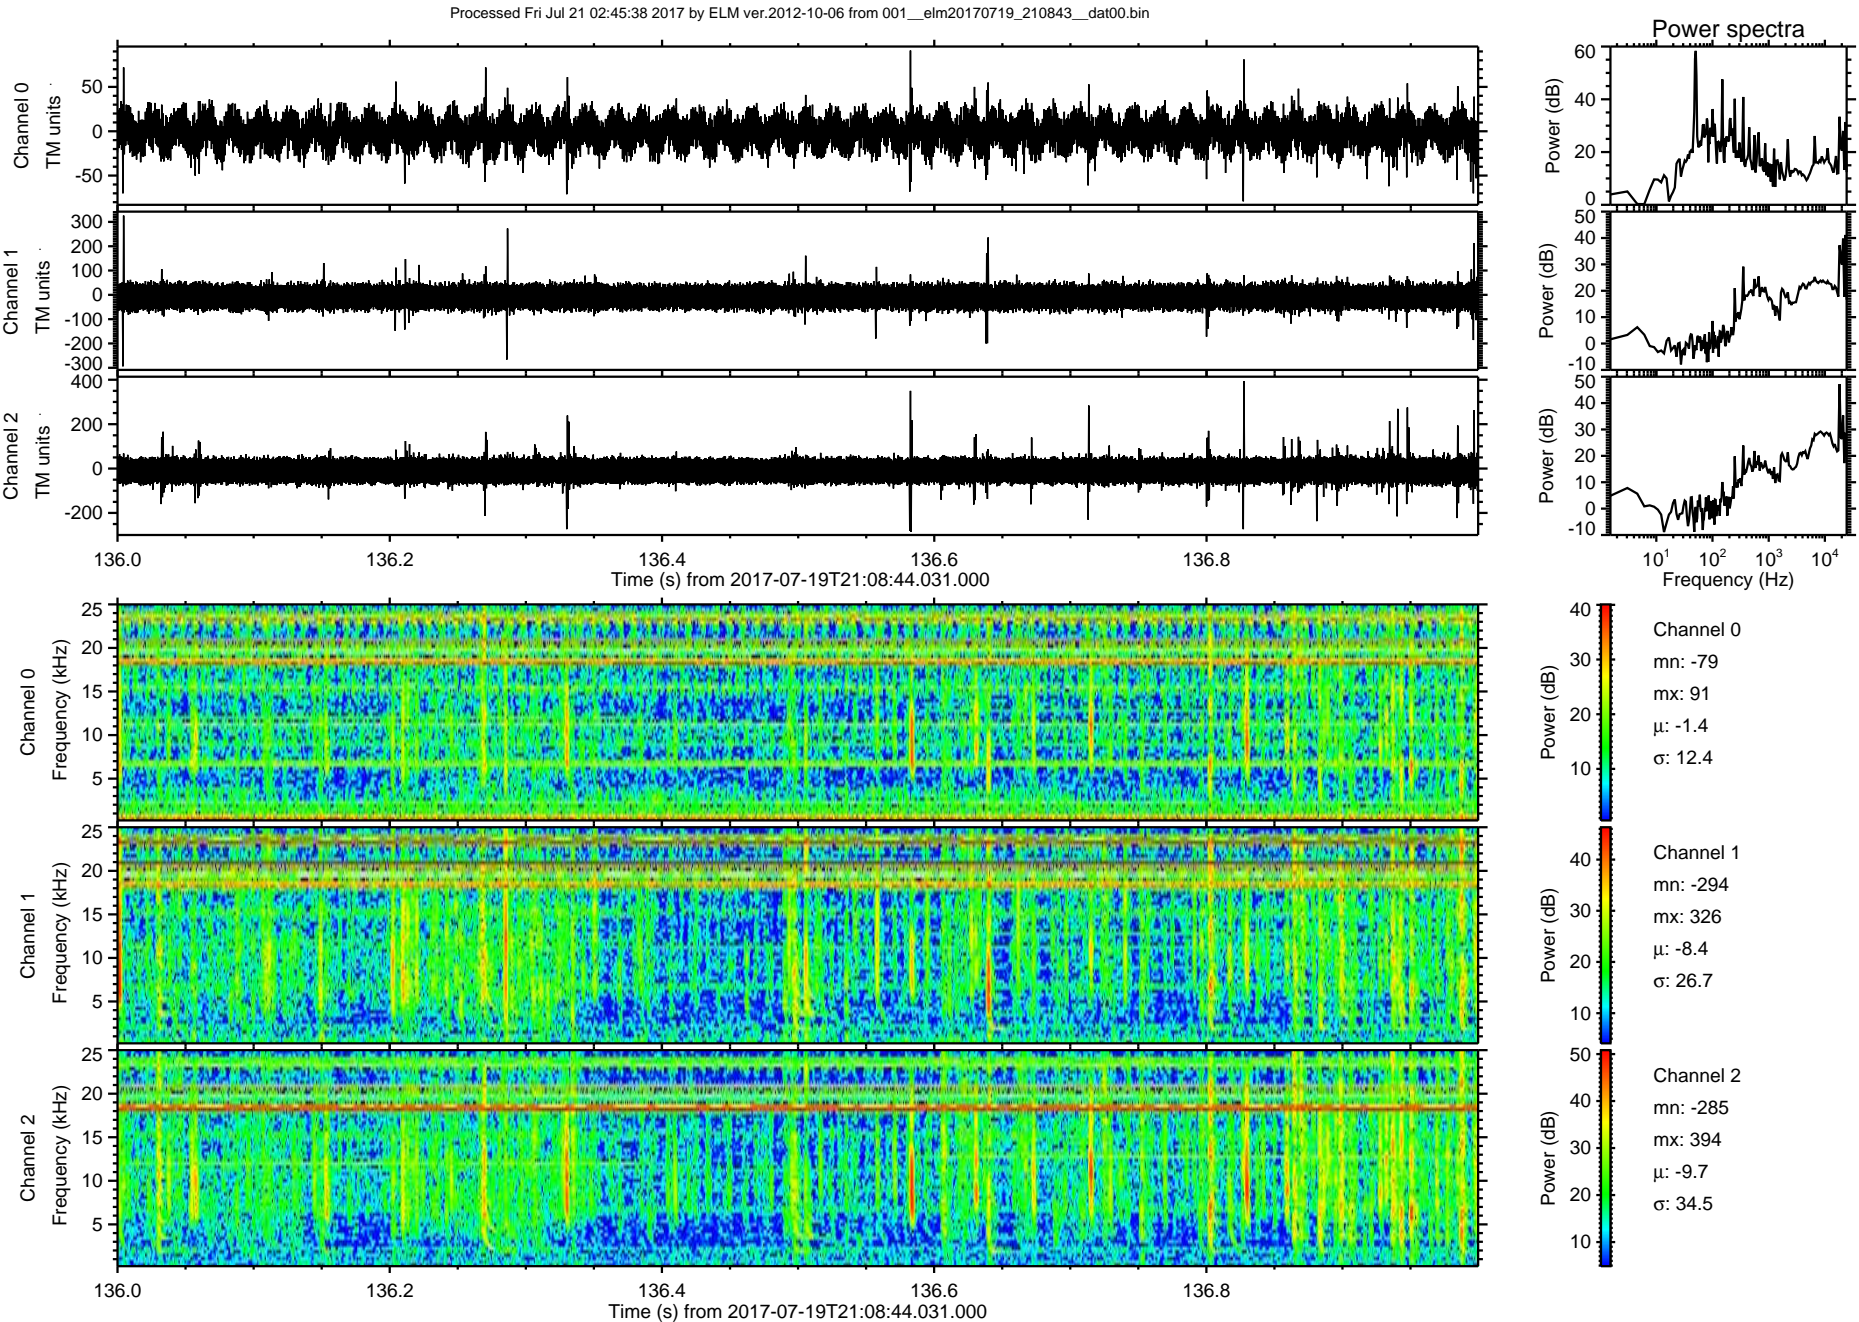 Processed Fri Jul 21 02:45:38 2017 by ELM ver.2012-10-06 from 001__elm20170719_210843__dat00.bin
Power spectra
Channel 0
TM units
50
0
-50
Power (dB)
60
40
20
0
Channel 1
TM units
300
200
100
0
-100
-200
-300
Power (dB)
50
40
30
20
10
0
-10
Channel 2
TM units
400
200
0
-200
Power (dB)
50
40
30
20
10
0
-10
136.0 136.2 136.4 136.6 136.8
Time (s) from 2017-07-19T21:08:44.031.000
10¹ 10² 10³ 10⁴
Frequency (Hz)
Channel 0
Frequency (kHz)
25
20
15
10
5
Power (dB)
40
30
20
10
Channel 0
mn: -79
mx: 91
μ: -1.4
σ: 12.4
Channel 1
Frequency (kHz)
25
20
15
10
5
Power (dB)
40
30
20
10
Channel 1
mn: -294
mx: 326
μ: -8.4
σ: 26.7
Channel 2
Frequency (kHz)
25
20
15
10
5
Power (dB)
50
40
30
20
10
Channel 2
mn: -285
mx: 394
μ: -9.7
σ: 34.5
136.0 136.2 136.4 136.6 136.8
Time (s) from 2017-07-19T21:08:44.031.000